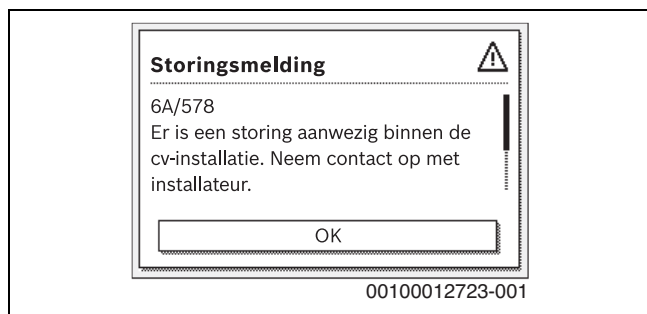 Storingsmelding
6A/578
Er is een storing aanwezig binnen de
cv-installatie. Neem contact op met
installateur.
OK
00100012723-001